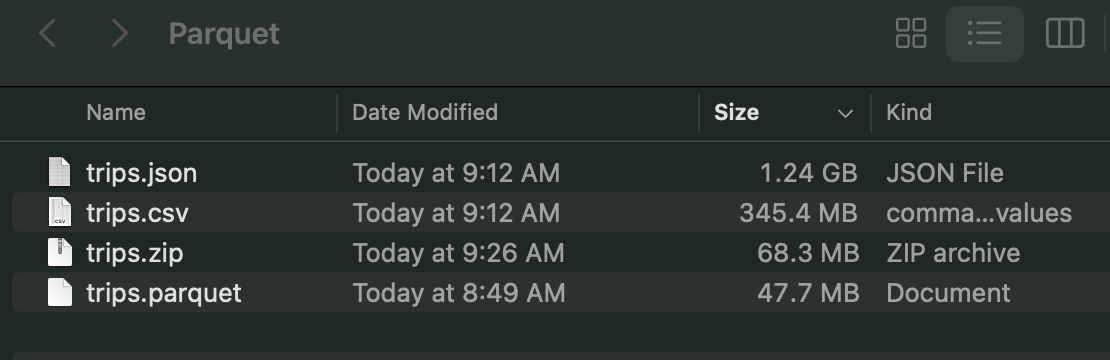 Parquet
Name Date Modified Size Kind
trips.json Today at 9:12 AM 1.24 GB JSON File
trips.csv Today at 9:12 AM 345.4 MB comma...values
trips.zip Today at 9:26 AM 68.3 MB ZIP archive
trips.parquet Today at 8:49 AM 47.7 MB Document